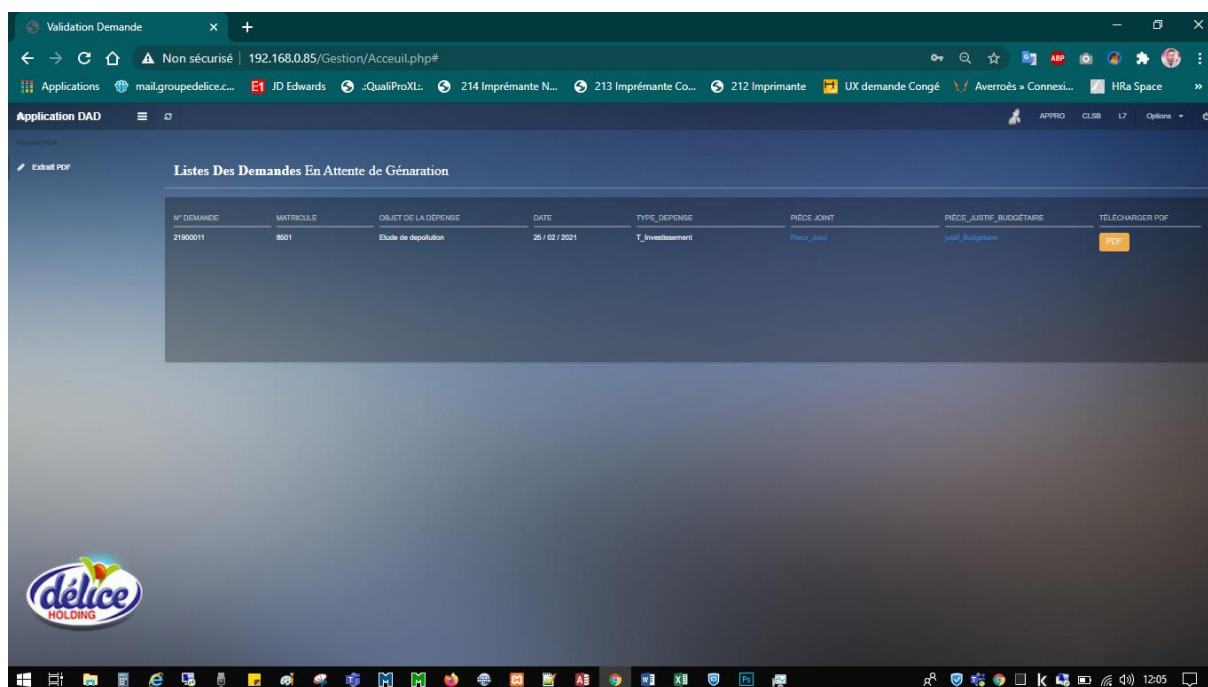 Validation Demande
Non sécurisé | 192.168.0.85/Gestion/Acceuil.php#
ABP
Applications mail.groupedelice.c... E1 JD Edwards .:QualiProXL:. 214 Imprémante N... 213 Imprémante Co... 212 Imprimante UX demande Congé Averroès » Connexi... HRa Space »
Application DAD APPRO CLSB L7 Options
Extrait PDF
Listes Des Demandes En Attente de Génaration
N° DEMANDE MATRICULE OBJET DE LA DÉPENSE DATE TYPE_DEPENSE PIÈCE JOINT PIÈCE_JUSTIF_BUDGÉTAIRE TÉLÉCHARGER PDF
21900011 8501 Etude de depollution 25 / 02 / 2021 T_Investissement Piece_Joint justif_Budgétaire PDF
délice
HOLDING
12:05